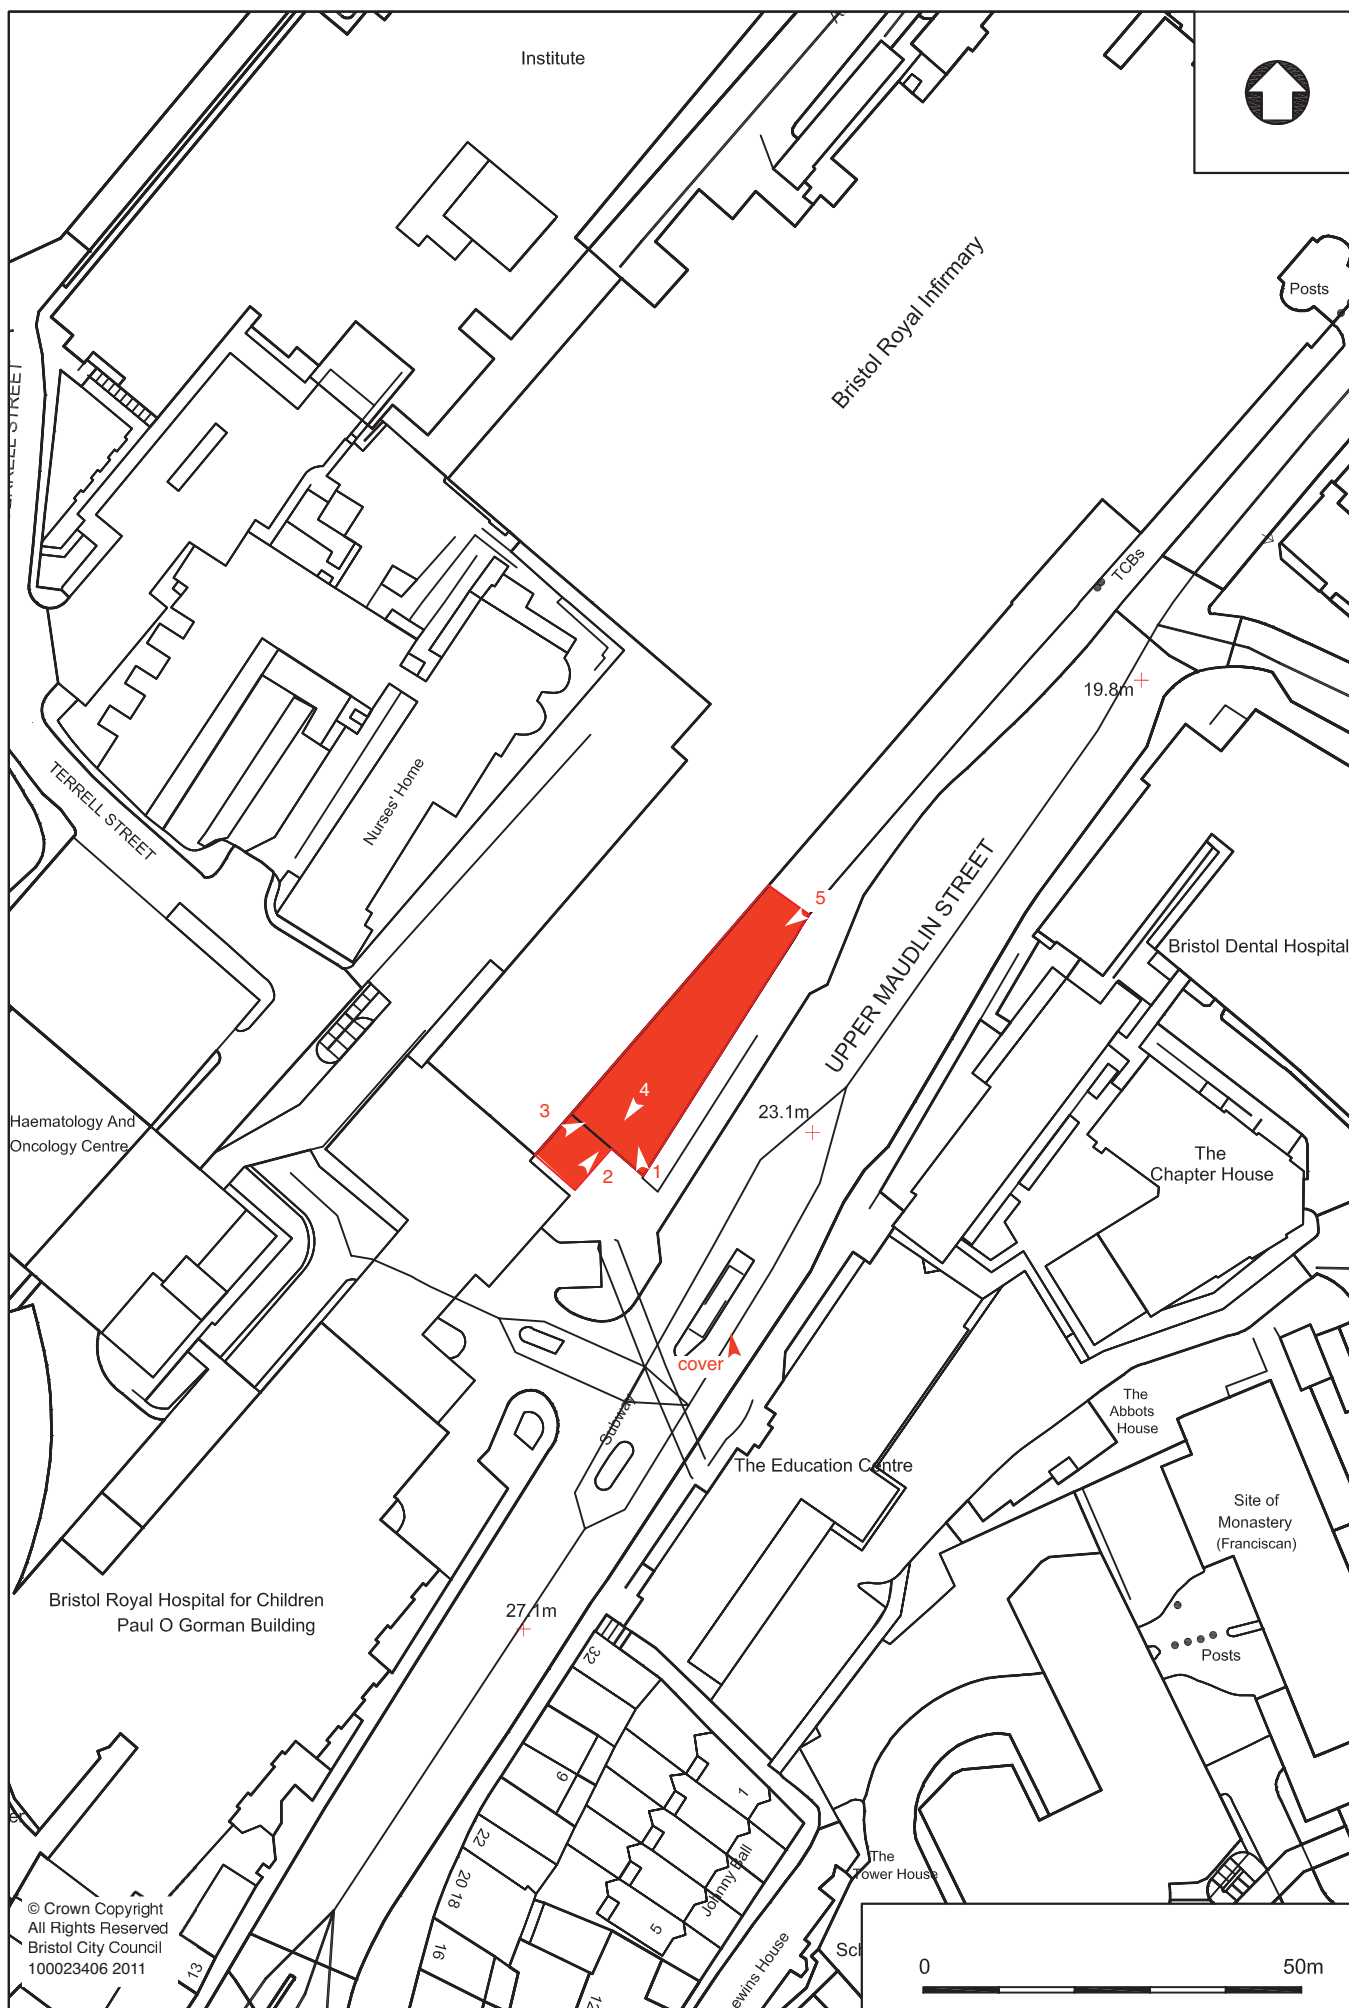 Institute
Bristol Royal Infirmary
Posts
TCBs
19.8m
TERRELL STREET
Nurses' Home
5
UPPER MAUDLIN STREET
Bristol Dental Hospital
4
3
23.1m
1
2
Haematology And
Oncology Centre
The
Chapter House
cover
Subway
The
Abbots
House
The Education Centre
Site of
Monastery
(Franciscan)
Bristol Royal Hospital for Children
Paul O Gorman Building
27.1m
Posts
32
9
1
22
Johnny Ball
The
Tower House
20 18
5
16
13
© Crown Copyright
All Rights Reserved
Bristol City Council
100023406 2011
0
50m